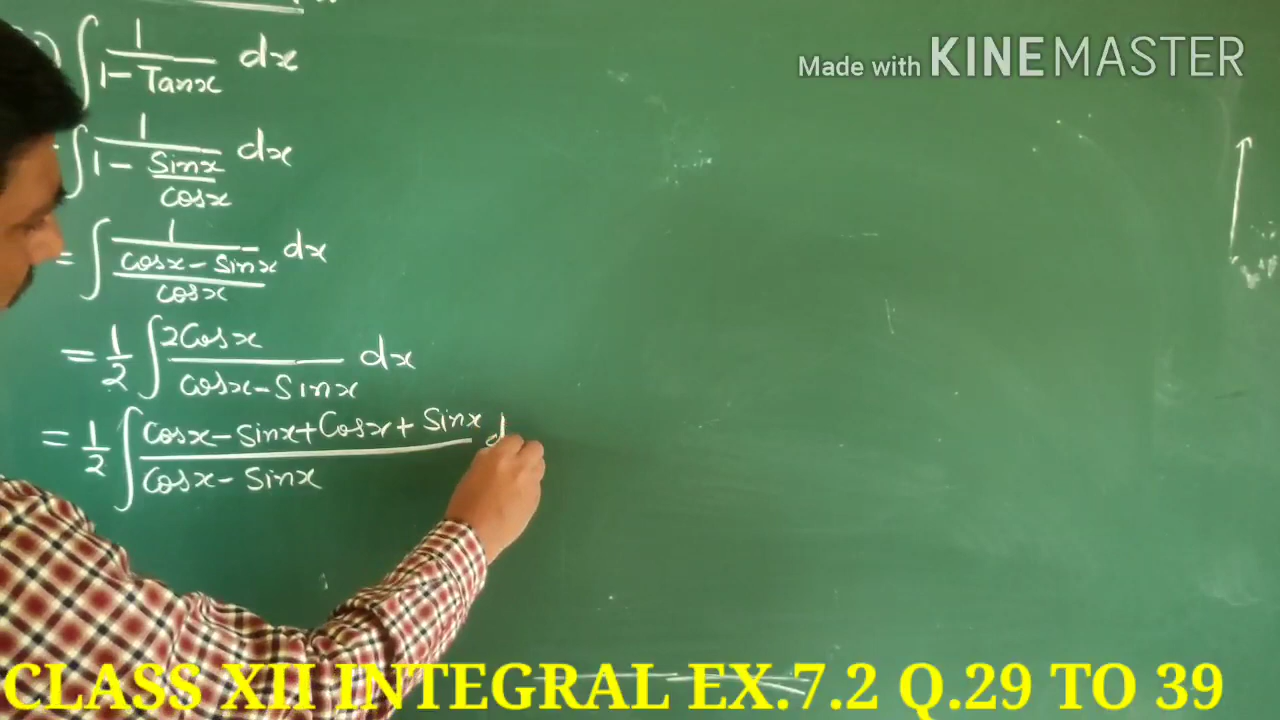 Made with KINEMASTER
∫ 1/(1 - Tanx) dx
∫ 1/(1 - Sinx/Cosx) dx
= ∫ 1/((Cosx - Sinx)/Cosx) dx
= 1/2 ∫ 2Cosx/(Cosx - Sinx) dx
= 1/2 ∫ (Cosx - Sinx + Cosx + Sinx)/(Cosx - Sinx) d
CLASS XII INTEGRAL EX.7.2 Q.29 TO 39